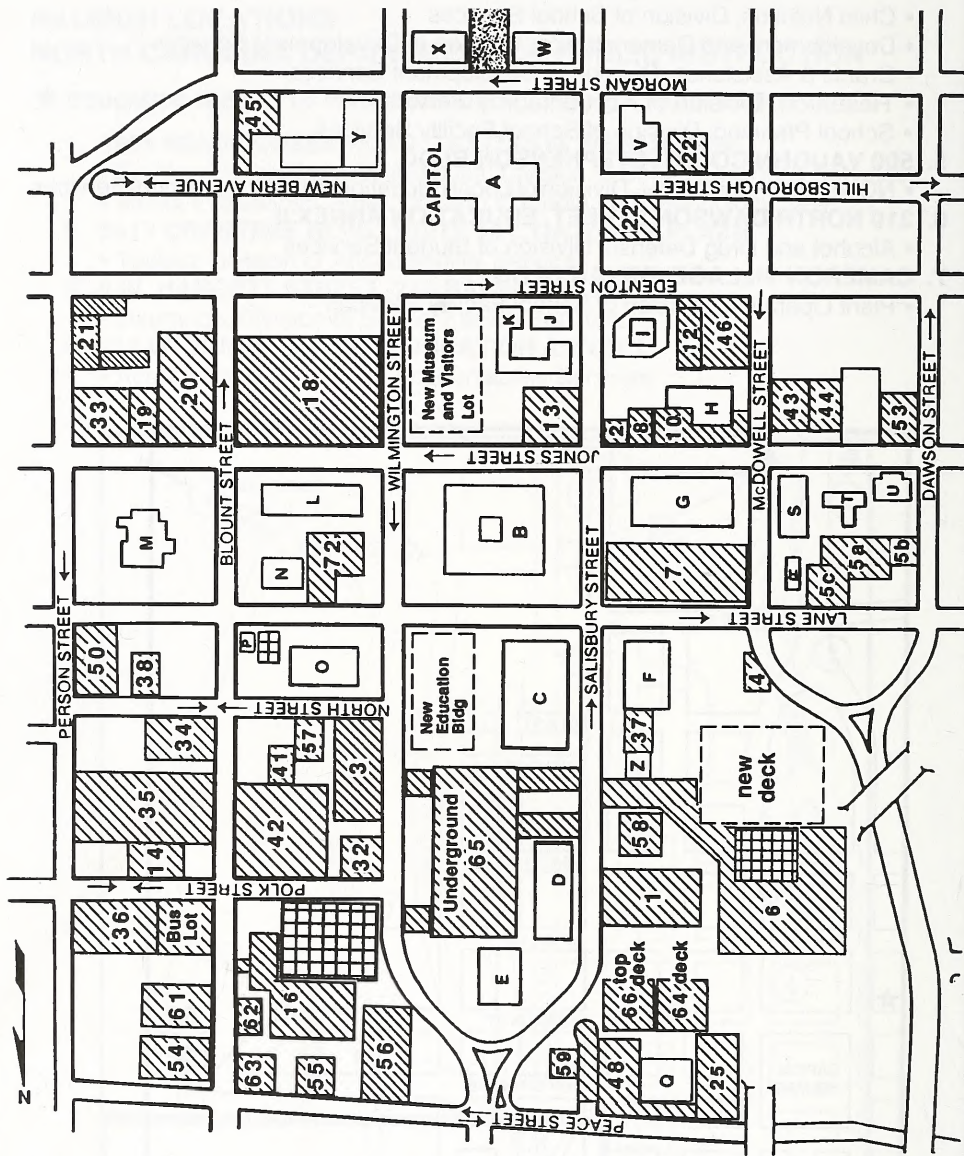 X
W
MORGAN STREET
45
NEW BERN AVENUE
CAPITOL
A
V
22
22
HILLSBOROUGH STREET
EDENTON STREET
21
33
19
20
BLOUNT STREET
18
WILMINGTON STREET
New Museum
and Visitors
Lot
K
J
13
I
12
46
2
8
10
H
McDOWELL STREET
43
44
53
DAWSON STREET
JONES STREET
M
L
N
72
B
SALISBURY STREET
G
7
S
T
U
R
5c
5a
5b
LANE STREET
PERSON STREET
50
38
P
O
New
Education
Bldg
C
F
4
NORTH STREET
34
35
14
41
57
3
42
32
Underground
65
D
Z
37
58
1
new
deck
6
POLK STREET
36
Bus
Lot
61
54
62
16
63
55
56
E
59
66
top
deck
64
deck
48
Q
25
PEACE STREET
N